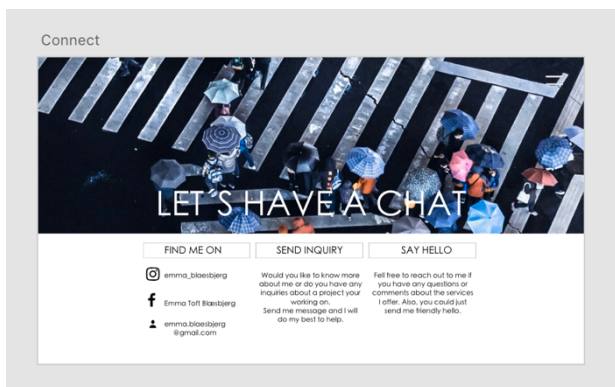 Connect
LET´S HAVE A CHAT
FIND ME ON
emma_blaesbjerg
Emma Toft Blæsbjerg
emma.blaesbjerg
@gmail.com
SEND INQUIRY
Would you like to know more
about me or do you have any
inquiries about a project your
working on.
Send me message and I will
do my best to help.
SAY HELLO
Fell free to reach out to me if
you have any questions or
comments about the services
I offer. Also, you could just
send me friendly hello.